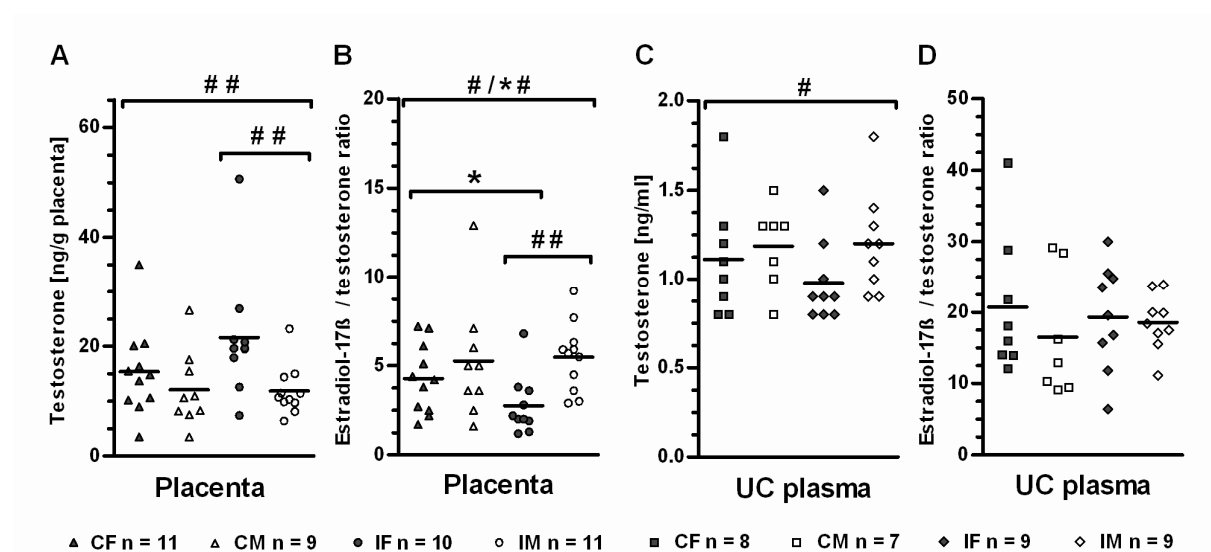 A
B
C
D
# #
# #
Testosterone [ng/g placenta]
60
40
20
0
Placenta
# / * #
*
# #
Estradiol-17ß / testosterone ratio
20
15
10
5
0
Placenta
#
Testosterone [ng/ml]
2.0
1.5
1.0
0.5
0.0
UC plasma
Estradiol-17ß / testosterone ratio
50
40
30
20
10
0
UC plasma
CF n = 11 CM n = 9 IF n = 10 IM n = 11 CF n = 8 CM n = 7 IF n = 9 IM n = 9